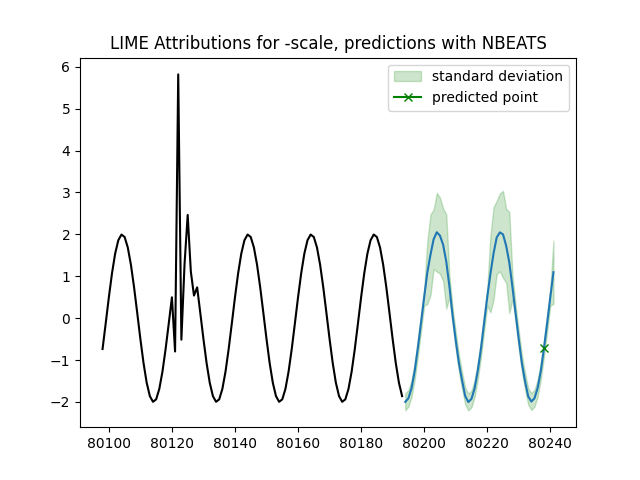 LIME Attributions for -scale, predictions with NBEATS
standard deviation
predicted point
6
5
4
3
2
1
0
−1
−2
80100 80120 80140 80160 80180 80200 80220 80240